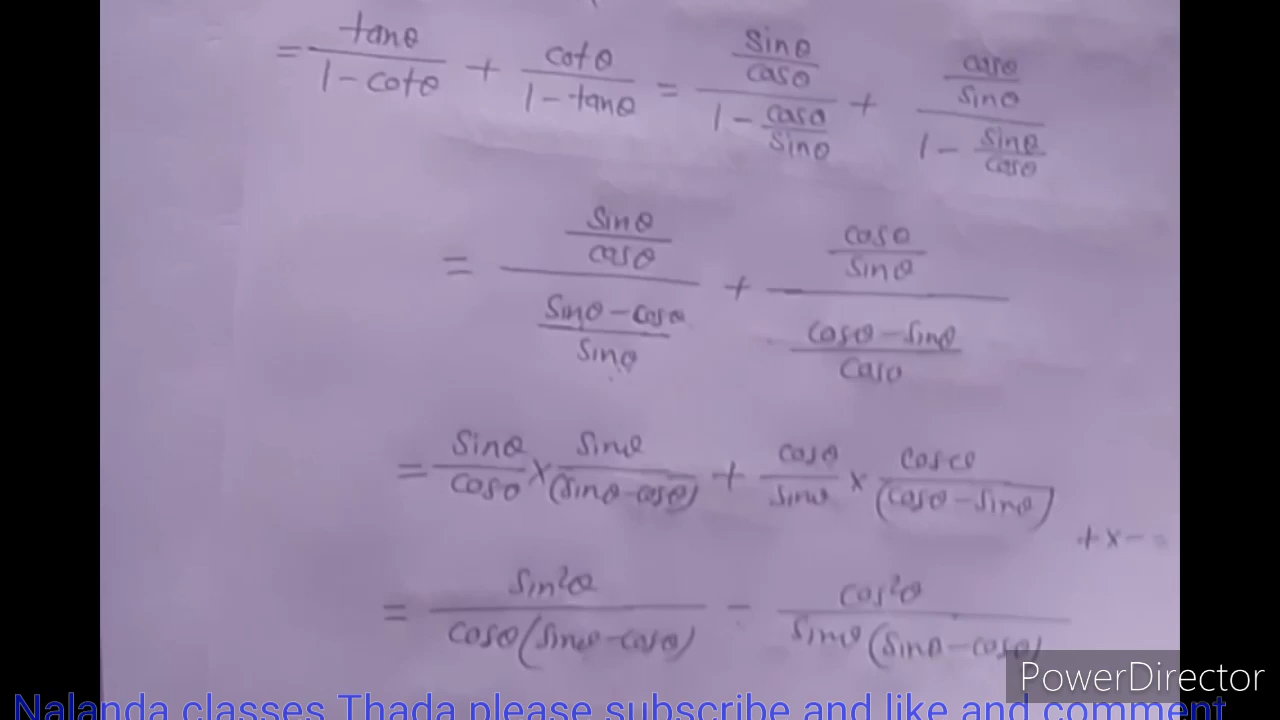 = tanθ/(1 - cotθ) + cotθ/(1 - tanθ) = (sinθ/cosθ)/(1 - cosθ/sinθ) + (cosθ/sinθ)/(1 - sinθ/cosθ)
= (sinθ/cosθ)/((sinθ - cosθ)/sinθ) + (cosθ/sinθ)/((cosθ - sinθ)/cosθ)
= sinθ/cosθ × sinθ/(sinθ - cosθ) + cosθ/sinθ × cosθ/(cosθ - sinθ)
+ × - =
= sin²θ/(cosθ(sinθ - cosθ)) - cos²θ/(sinθ(sinθ - cosθ))
PowerDirector
Nalanda classes Thada please subscribe and like and comment